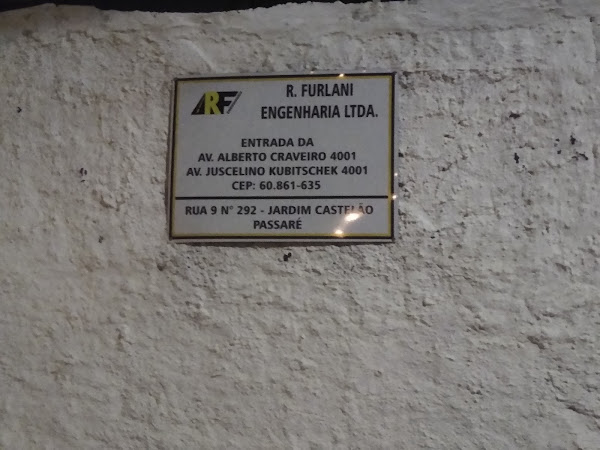 RF
R. FURLANI
ENGENHARIA LTDA.
ENTRADA DA
AV. ALBERTO CRAVEIRO 4001
AV. JUSCELINO KUBITSCHEK 4001
CEP: 60.861-635
RUA 9 N° 292 - JARDIM CASTELÃO
PASSARÉ